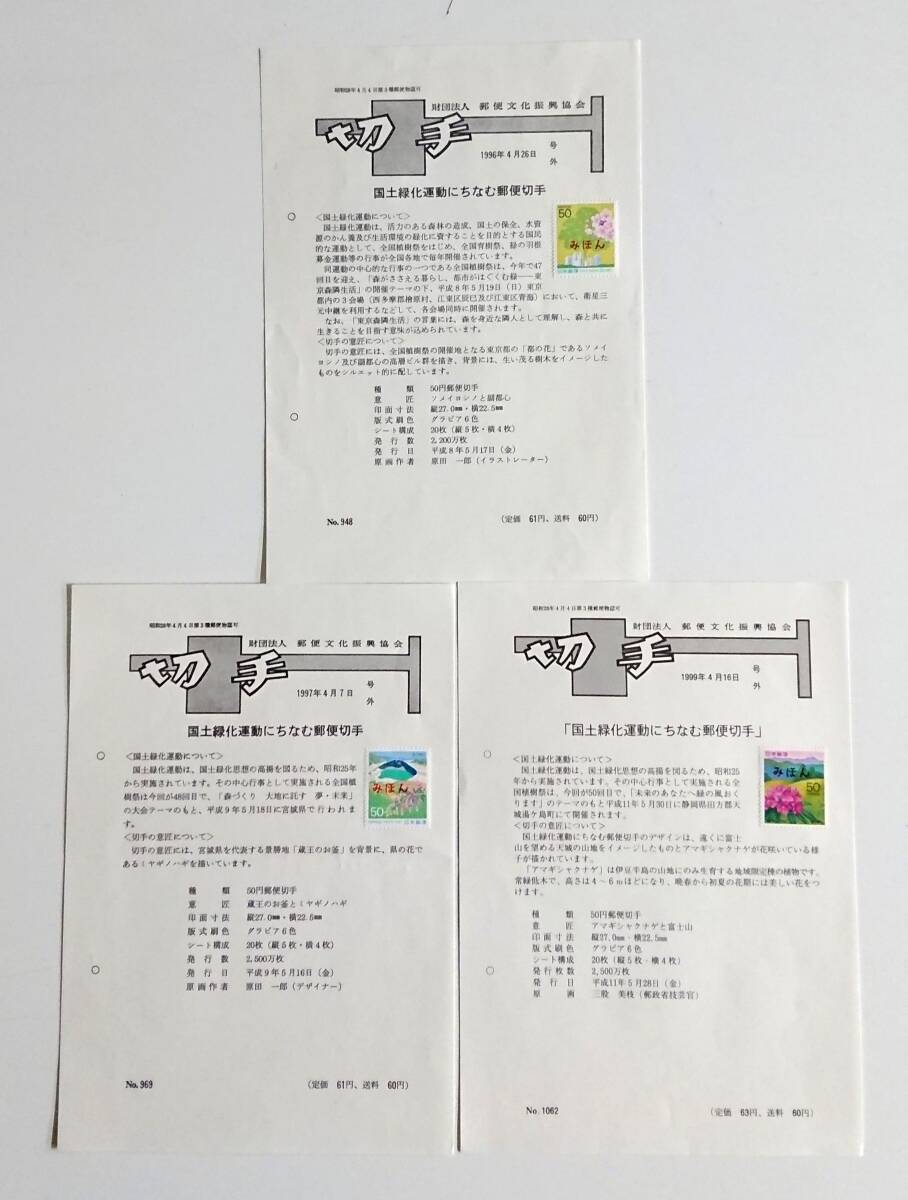 昭和28年4月4日第3種郵便物認可
財団法人 郵便文化振興協会
切手
1996年4月26日
号外
国土緑化運動にちなむ郵便切手
<国土緑化運動について>
国土緑化運動は、活力のある森林の造成、国土の保全、水資
源のかん養及び生活環境の緑化に資することを目的とする国民
的な運動として、全国植樹祭をはじめ、全国育樹祭、緑の羽根
募金運動等の行事が全国各地で毎年開催されています。
同運動の中心的な行事の一つである全国植樹祭は、今年で47
回目を迎え、「森がささえる暮らし、都市がはぐくむ緑――東
京森隣生活」の開催テーマの下、平成8年5月19日（日）東京
都内の3会場（西多摩郡檜原村、江東区辰巳及び江東区青海）において、衛星三
元中継を利用するなどして、各会場同時に開催されます。
なお、「東京森隣生活」の言葉には、森を身近な隣人として理解し、森と共に
生きることを目指す意味が込められています。
<切手の意匠について>
切手の意匠には、全国植樹祭の開催地となる東京都の「都の花」であるソメイ
ヨシノ及び副都心の高層ビル群を描き、背景には、生い茂る樹木をイメージした
ものをシルエット的に配しています。
種類 50円郵便切手
意匠 ソメイヨシノと副都心
印面寸法 縦27.0㎜・横22.5㎜
版式刷色 グラビア6色
シート構成 20枚（縦5枚・横4枚）
発行数 2,200万枚
発行日 平成8年5月17日（金）
原画作者 原田 一郎（イラストレーター）
No.948
（定価 61円、送料 60円）
50
みほん
日本郵便
昭和28年4月4日第3種郵便物認可
財団法人 郵便文化振興協会
切手
1997年4月7日
号外
国土緑化運動にちなむ郵便切手
<国土緑化運動について>
国土緑化運動は、国土緑化思想の高揚を図るため、昭和25年
から実施されています。その中心行事として実施される全国植
樹祭は今回が48回目で、「森づくり 大地に託す 夢・未来」
の大会テーマのもと、平成9年5月18日に宮城県で行われま
す。
<切手の意匠について>
切手の意匠には、宮城県を代表する景勝地「蔵王のお釜」を背景に、県の花で
あるミヤギノハギを描いています。
種類 50円郵便切手
意匠 蔵王のお釜とミヤギノハギ
印面寸法 縦27.0㎜・横22.5㎜
版式刷色 グラビア6色
シート構成 20枚（縦5枚・横4枚）
発行数 2,500万枚
発行日 平成9年5月16日（金）
原画作者 原田 一郎（デザイナー）
No.969
（定価 61円、送料 60円）
みほん
50
昭和28年4月4日第3種郵便物認可
財団法人 郵便文化振興協会
切手
1999年4月16日
号外
「国土緑化運動にちなむ郵便切手」
<国土緑化運動について>
国土緑化運動は、国土緑化思想の高揚を図るため、昭和25
年から実施されています。その中心行事として実施される全
国植樹祭は、今回が50回目で、「未来のあなたへ緑の風おく
ります」のテーマのもと平成11年5月30日に静岡県田方郡天
城湯ケ島町にて開催されます。
<切手の意匠について>
国土緑化運動にちなむ郵便切手のデザインは、遠くに富士
山を望める天城の山地をイメージしたものとアマギシャクナゲが花咲いている様
子が描かれています。
「アマギシャクナゲ」は伊豆半島の山地にのみ生育する地域限定種の植物です。
常緑低木で、高さは4～6mほどになり、晩春から初夏の花期には美しい花をつ
けます。
種類 50円郵便切手
意匠 アマギシャクナゲと富士山
印面寸法 縦27.0㎜・横22.5㎜
版式刷色 グラビア6色
シート構成 20枚（縦5枚・横4枚）
発行枚数 2,500万枚
発行日 平成11年5月28日（金）
原画 三股 美枝（郵政省技芸官）
No.1062
（定価 63円、送料 60円）
日本郵便
みほん
50